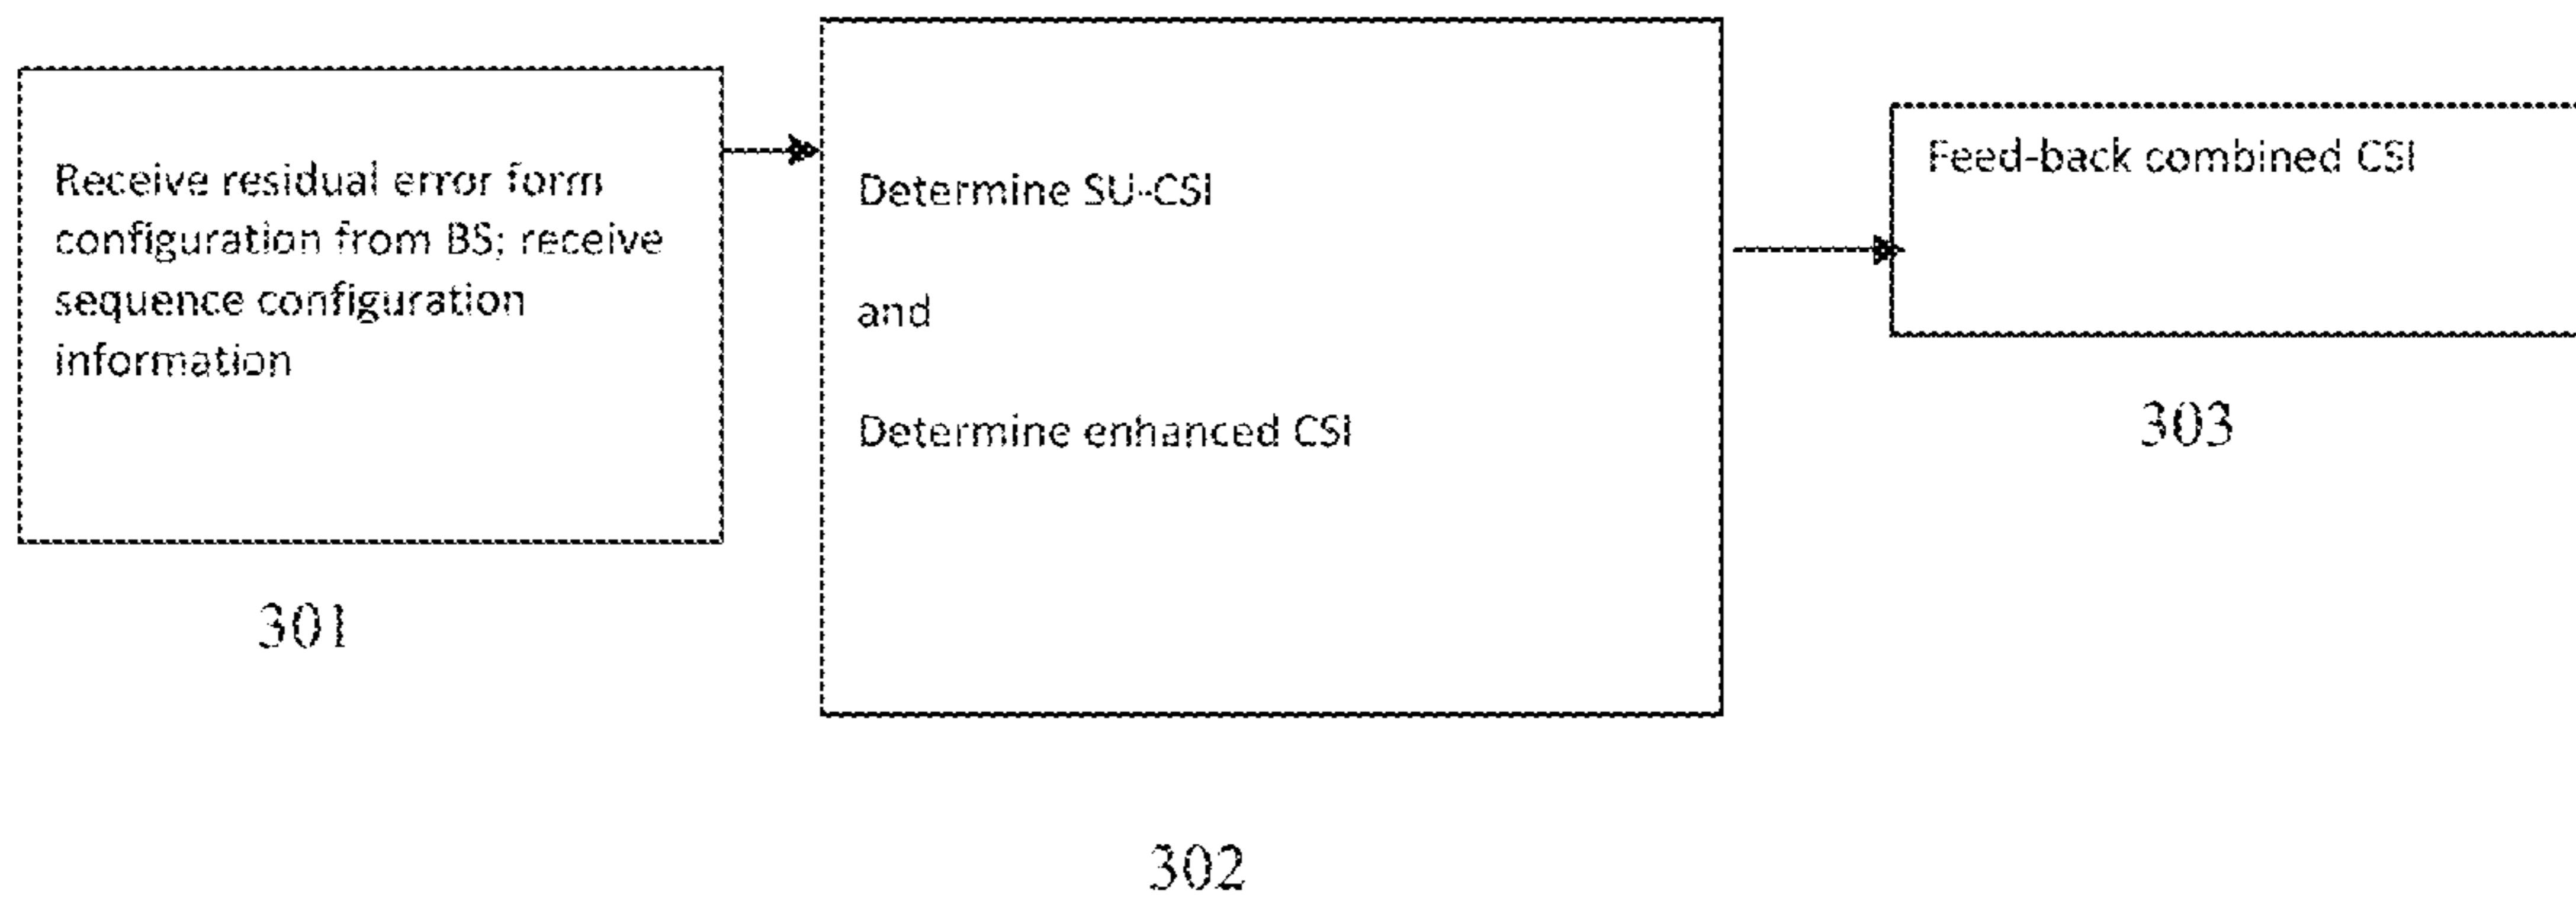 Receive residual error form
configuration from BS; receive
sequence configuration
information
301
Determine SU-CSI
and
Determine enhanced CSI
302
Feed-back combined CSI
303